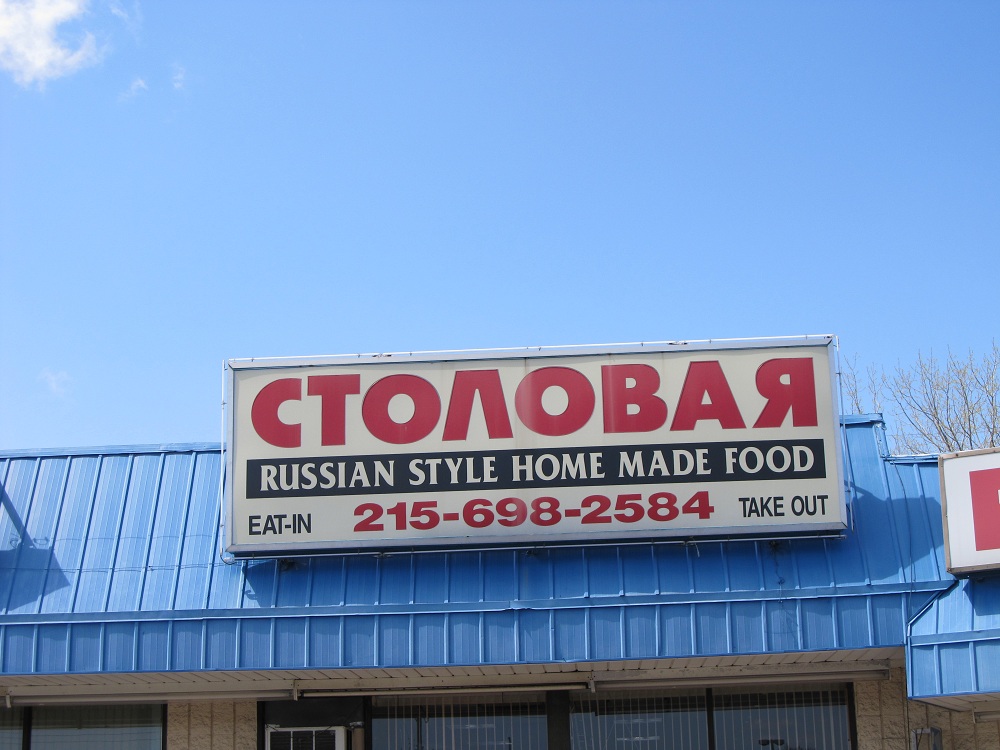 СТОЛОВАЯ
RUSSIAN STYLE HOME MADE FOOD
EAT-IN 215-698-2584 TAKE OUT